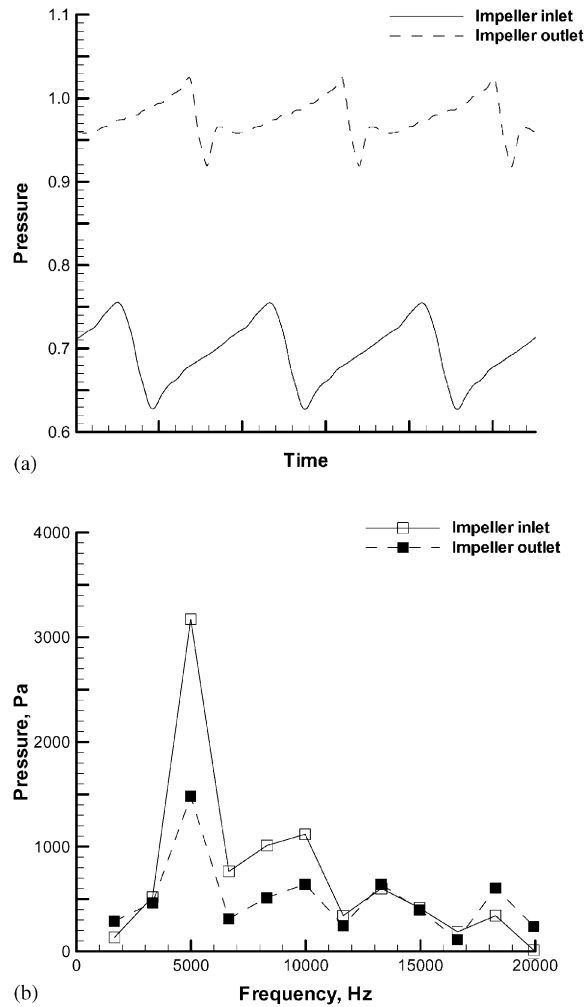 Impeller inlet
Impeller outlet
1.1
1.0
0.9
0.8
0.7
0.6
Pressure
Time
(a)
Impeller inlet
Impeller outlet
4000
3000
2000
1000
0
Pressure, Pa
0 5000 10000 15000 20000
Frequency, Hz
(b)